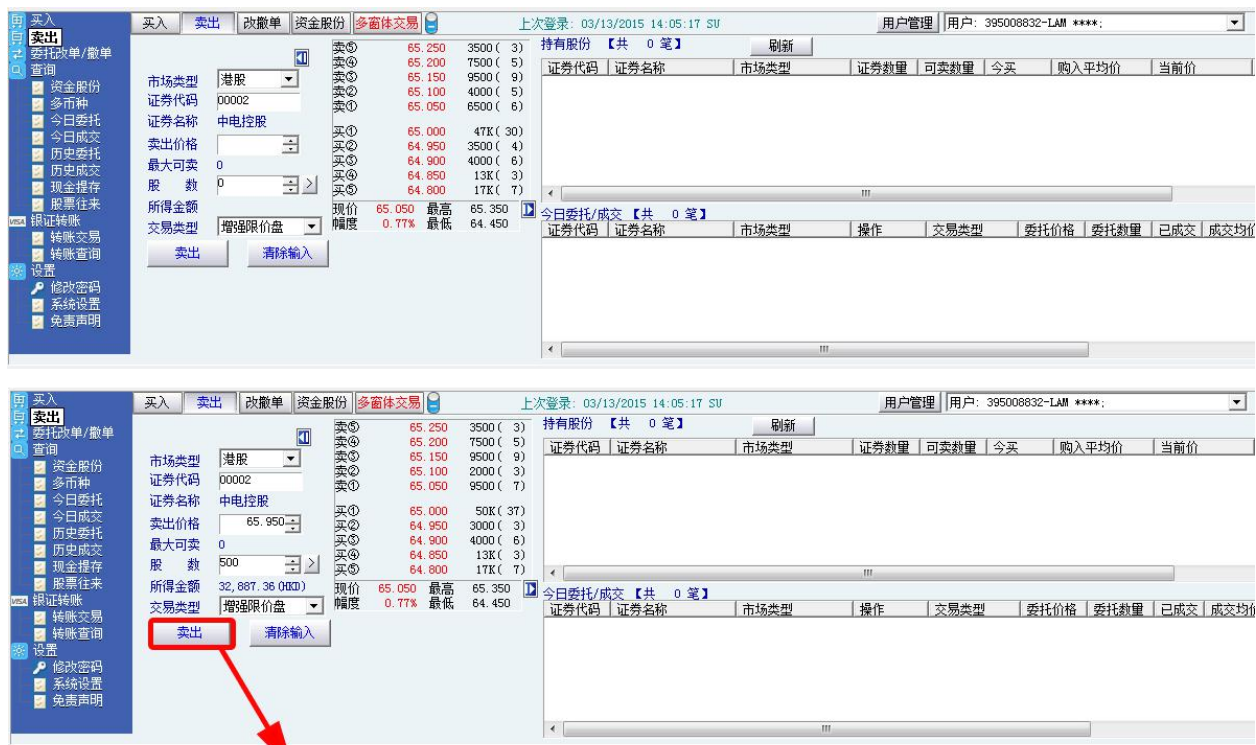 买入 卖出 改撤单 资金股份 多窗体交易 上次登录: 03/13/2015 14:05:17 SU 用户管理 用户: 395008832-LAM ****;
买入
卖出
委托改单/撤单
查询
资金股份
多币种
今日委托
今日成交
历史委托
历史成交
现金提存
股票往来
VISA 银证转账
转账交易
转账查询
设置
修改密码
系统设置
免责声明
市场类型 港股
证券代码 00002
证券名称 中电控股
卖出价格
最大可卖 0
股 数 0
所得金额
交易类型 增强限价盘
卖出 清除输入
卖⑤ 65.250 3500( 3)
卖④ 65.200 7500( 5)
卖③ 65.150 9500( 9)
卖② 65.100 4000( 5)
卖① 65.050 6500( 6)
买① 65.000 47K( 30)
买② 64.950 3500( 4)
买③ 64.900 4000( 6)
买④ 64.850 13K( 3)
买⑤ 64.800 17K( 7)
现价 65.050 最高 65.350
幅度 0.77% 最低 64.450
持有股份 【共 0 笔】 刷新
证券代码 证券名称 市场类型 证券数量 可卖数量 今买 购入平均价 当前价
今日委托/成交 【共 0 笔】
证券代码 证券名称 市场类型 操作 交易类型 委托价格 委托数量 已成交 成交均价
买入 卖出 改撤单 资金股份 多窗体交易 上次登录: 03/13/2015 14:05:17 SU 用户管理 用户: 395008832-LAM ****;
买入
卖出
委托改单/撤单
查询
资金股份
多币种
今日委托
今日成交
历史委托
历史成交
现金提存
股票往来
VISA 银证转账
转账交易
转账查询
设置
修改密码
系统设置
免责声明
市场类型 港股
证券代码 00002
证券名称 中电控股
卖出价格 65.950
最大可卖 0
股 数 500
所得金额 32,887.36(HKD)
交易类型 增强限价盘
卖出 清除输入
卖⑤ 65.250 3500( 3)
卖④ 65.200 7500( 5)
卖③ 65.150 9500( 9)
卖② 65.100 2000( 3)
卖① 65.050 9500( 7)
买① 65.000 50K( 37)
买② 64.950 3000( 3)
买③ 64.900 4000( 6)
买④ 64.850 13K( 3)
买⑤ 64.800 17K( 7)
现价 65.050 最高 65.350
幅度 0.77% 最低 64.450
持有股份 【共 0 笔】 刷新
证券代码 证券名称 市场类型 证券数量 可卖数量 今买 购入平均价 当前价
今日委托/成交 【共 0 笔】
证券代码 证券名称 市场类型 操作 交易类型 委托价格 委托数量 已成交 成交均价